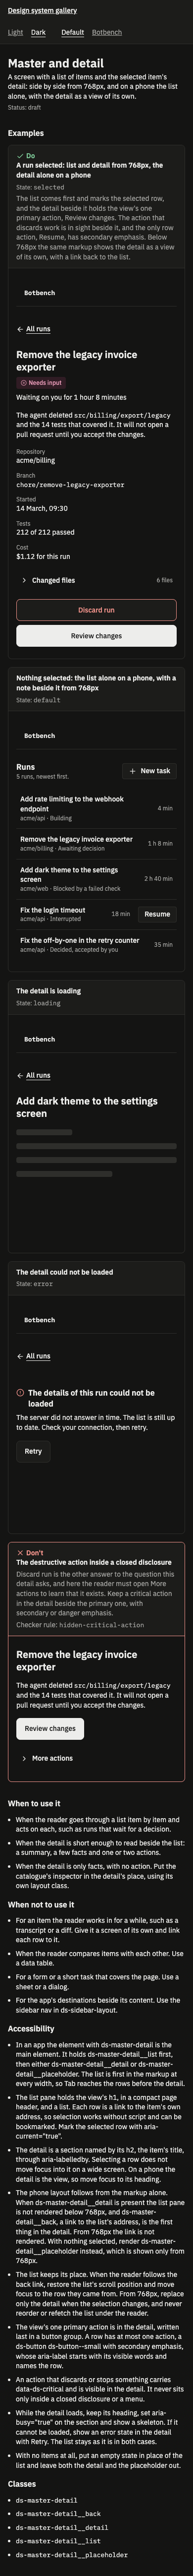 Design system gallery
Light Dark Default Botbench
Master and detail
A screen with a list of items and the selected item's
detail: side by side from 768px, and on a phone the list
alone, with the detail as a view of its own.
Status: draft
Examples
Do
A run selected: list and detail from 768px, the
detail alone on a phone
State: selected
The list comes first and marks the selected row,
and the detail beside it holds the view's one
primary action, Review changes. The action that
discards work is in sight beside it, and the only row
action, Resume, has secondary emphasis. Below
768px the same markup shows the detail as a view
of its own, with a link back to the list.
Botbench
All runs
Remove the legacy invoice
exporter
Needs input
Waiting on you for 1 hour 8 minutes
The agent deleted src/billing/export/legacy
and the 14 tests that covered it. It will not open a
pull request until you accept the changes.
Repository
acme/billing
Branch
chore/remove-legacy-exporter
Started
14 March, 09:30
Tests
212 of 212 passed
Cost
$1.12 for this run
Changed files 6 files
Discard run
Review changes
Nothing selected: the list alone on a phone, with a
note beside it from 768px
State: default
Botbench
Runs
5 runs, newest first.
New task
Add rate limiting to the webhook
endpoint
acme/api · Building
4 min
Remove the legacy invoice exporter
acme/billing · Awaiting decision
1 h 8 min
Add dark theme to the settings
screen
acme/web · Blocked by a failed check
2 h 40 min
Fix the login timeout
acme/api · Interrupted
18 min
Resume
Fix the off-by-one in the retry counter
acme/api · Decided, accepted by you
35 min
The detail is loading
State: loading
Botbench
All runs
Add dark theme to the settings
screen
The detail could not be loaded
State: error
Botbench
All runs
The details of this run could not be
loaded
The server did not answer in time. The list is still up
to date. Check your connection, then retry.
Retry
Don't
The destructive action inside a closed disclosure
Discard run is the other answer to the question this
detail asks, and here the reader must open More
actions to learn that it exists. Keep a critical action
in the detail beside the primary one, with
secondary or danger emphasis.
Checker rule: hidden-critical-action
Remove the legacy invoice
exporter
The agent deleted src/billing/export/legacy
and the 14 tests that covered it. It will not open a
pull request until you accept the changes.
Review changes
More actions
When to use it
When the reader goes through a list item by item and
acts on each, such as runs that wait for a decision.
When the detail is short enough to read beside the list:
a summary, a few facts and one or two actions.
When the detail is only facts, with no action. Put the
catalogue's inspector in the detail's place, using its
own layout class.
When not to use it
For an item the reader works in for a while, such as a
transcript or a diff. Give it a screen of its own and link
each row to it.
When the reader compares items with each other. Use
a data table.
For a form or a short task that covers the page. Use a
sheet or a dialog.
For the app's destinations beside its content. Use the
sidebar nav in ds-sidebar-layout.
Accessibility
In an app the element with ds-master-detail is the
main element. It holds ds-master-detail__list first,
then either ds-master-detail__detail or ds-master-
detail__placeholder. The list is first in the markup at
every width, so Tab reaches the rows before the detail.
The list pane holds the view's h1, in a compact page
header, and a list. Each row is a link to the item's own
address, so selection works without script and can be
bookmarked. Mark the selected row with aria-
current="true".
The detail is a section named by its h2, the item's title,
through aria-labelledby. Selecting a row does not
move focus into it on a wide screen. On a phone the
detail is the view, so move focus to its heading.
The phone layout follows from the markup alone.
When ds-master-detail__detail is present the list pane
is not rendered below 768px, and ds-master-
detail__back, a link to the list's address, is the first
thing in the detail. From 768px the link is not
rendered. With nothing selected, render ds-master-
detail__placeholder instead, which is shown only from
768px.
The list keeps its place. When the reader follows the
back link, restore the list's scroll position and move
focus to the row they came from. From 768px, replace
only the detail when the selection changes, and never
reorder or refetch the list under the reader.
The view's primary action is in the detail, written
last in a button group. A row has at most one action, a
ds-button ds-button--small with secondary emphasis,
whose aria-label starts with its visible words and
names the row.
An action that discards or stops something carries
data-ds-critical and is visible in the detail. It never sits
only inside a closed disclosure or a menu.
While the detail loads, keep its heading, set aria-
busy="true" on the section and show a skeleton. If it
cannot be loaded, show an error state in the detail
with Retry. The list stays as it is in both cases.
With no items at all, put an empty state in place of the
list and leave both the detail and the placeholder out.
Classes
ds-master-detail
ds-master-detail__back
ds-master-detail__detail
ds-master-detail__list
ds-master-detail__placeholder